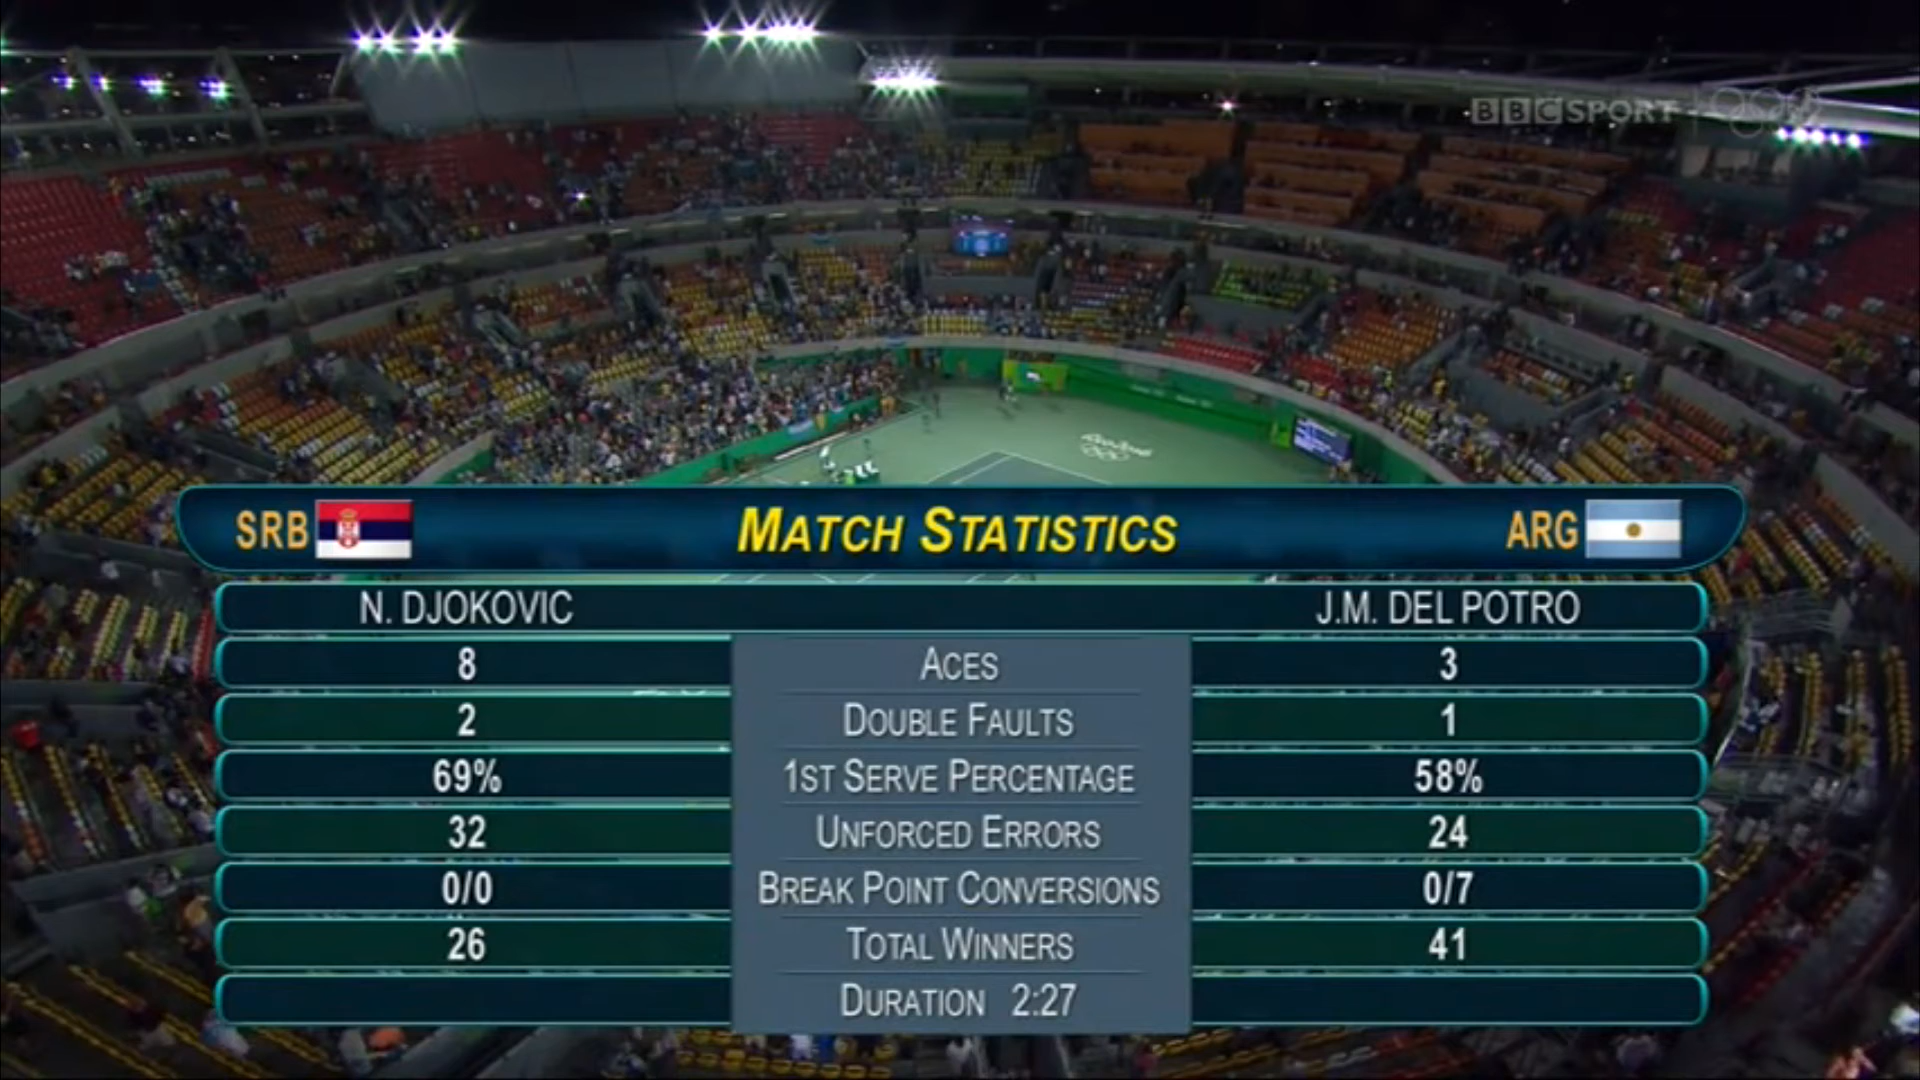 BBC SPORT
Rio2016
SRB MATCH STATISTICS ARG
N. DJOKOVIC J.M. DEL POTRO
8 ACES 3
2 DOUBLE FAULTS 1
69% 1ST SERVE PERCENTAGE 58%
32 UNFORCED ERRORS 24
0/0 BREAK POINT CONVERSIONS 0/7
26 TOTAL WINNERS 41
DURATION 2:27